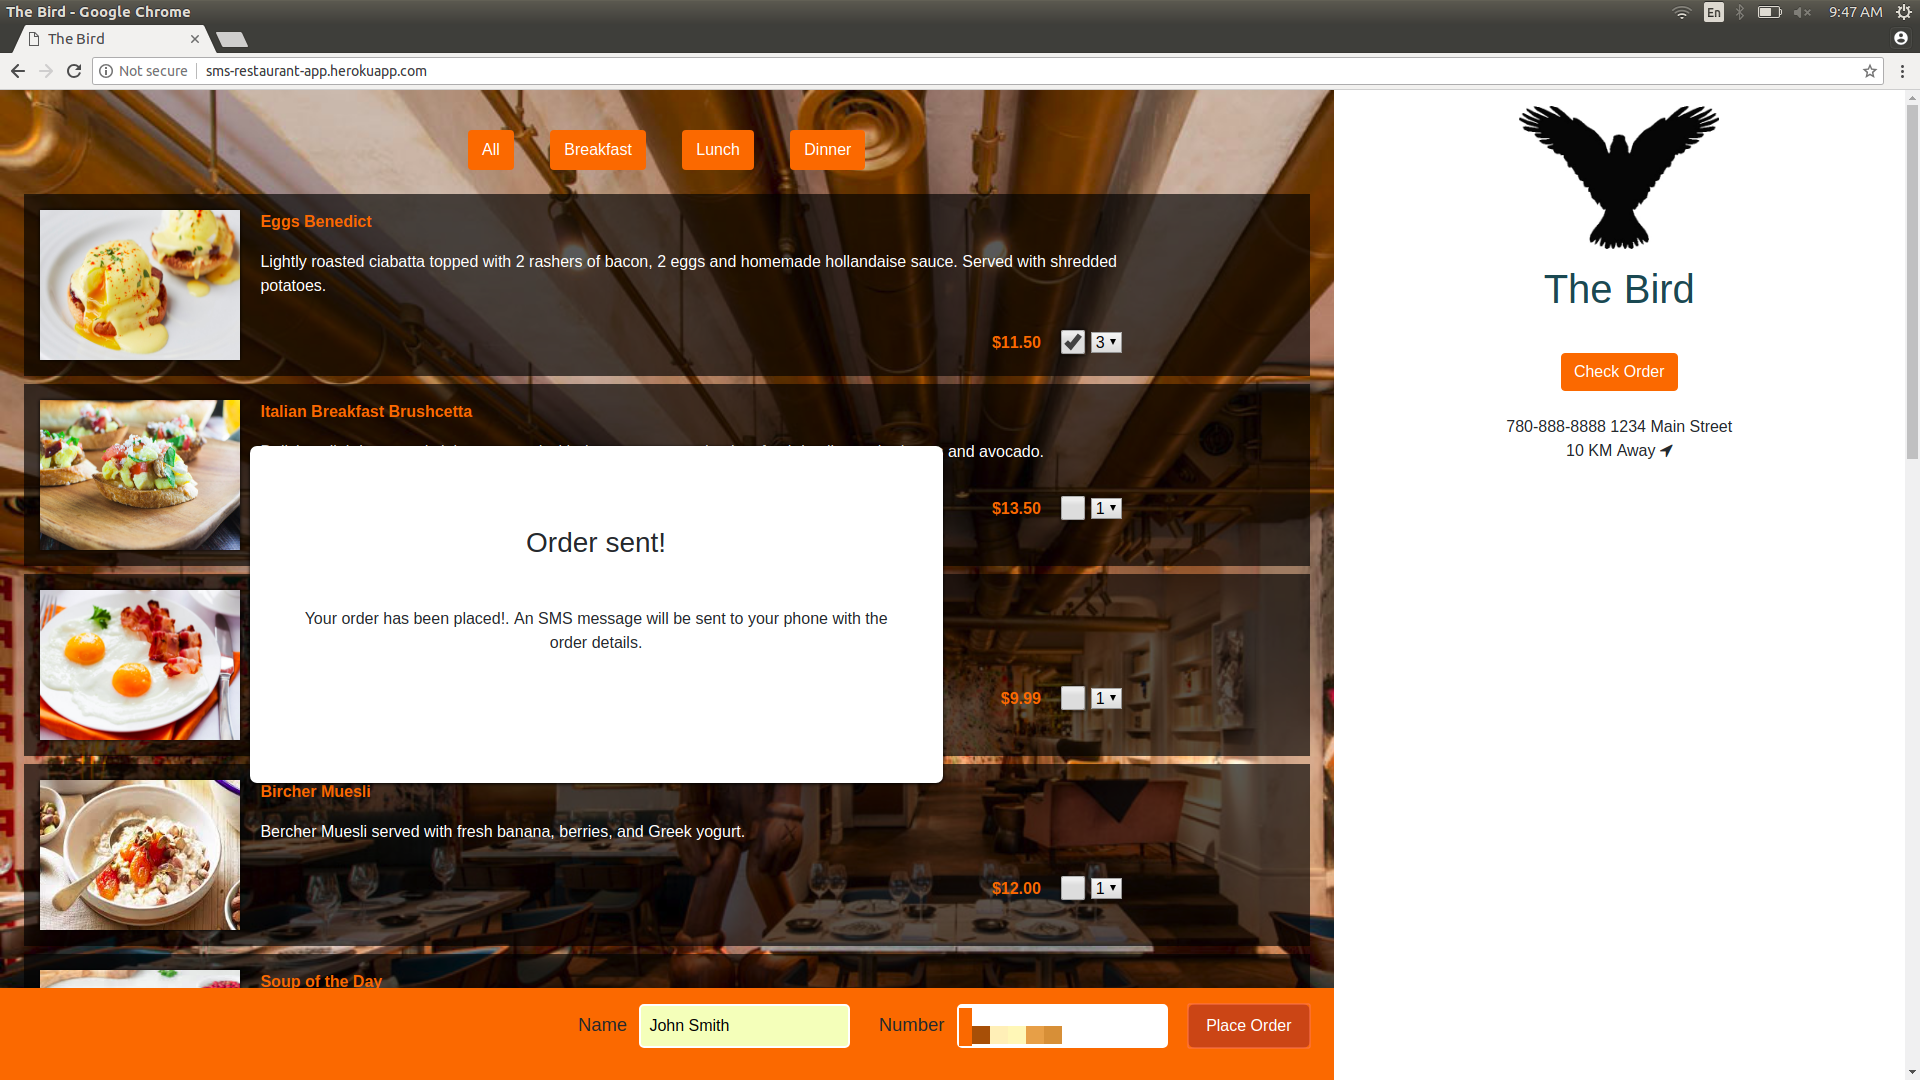 The Bird - Google Chrome
En
9:47 AM
The Bird
Not secure
sms-restaurant-app.herokuapp.com
All
Breakfast
Lunch
Dinner
Eggs Benedict
Lightly roasted ciabatta topped with 2 rashers of bacon, 2 eggs and homemade hollandaise sauce. Served with shredded
potatoes.
$11.50
3
Italian Breakfast Brushcetta
and avocado.
$13.50
1
Order sent!
Your order has been placed!. An SMS message will be sent to your phone with the
order details.
$9.99
1
Bircher Muesli
Bercher Muesli served with fresh banana, berries, and Greek yogurt.
$12.00
1
Soup of the Day
Name
John Smith
Number
Place Order
The Bird
Check Order
780-888-8888 1234 Main Street
10 KM Away